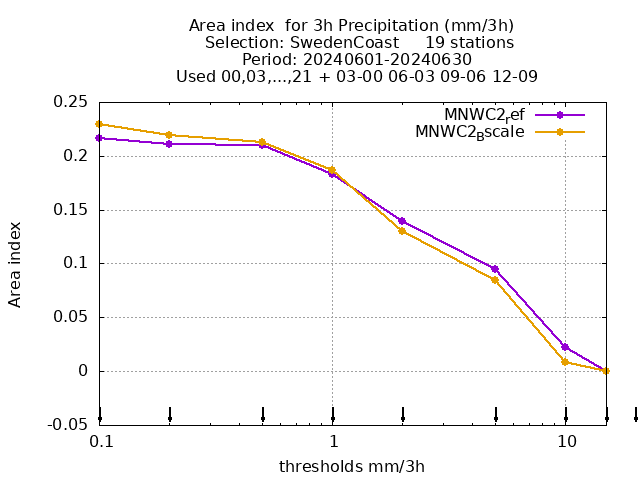 Area index  for 3h Precipitation (mm/3h)
Selection: SwedenCoast     19 stations
Period: 20240601-20240630
Used 00,03,...,21 + 03-00 06-03 09-06 12-09
0.25
MNWC2ref
MNWC2Bscale
0.2
0.15
Area index
0.1
0.05
0
-0.05
0.1 1 10
thresholds mm/3h